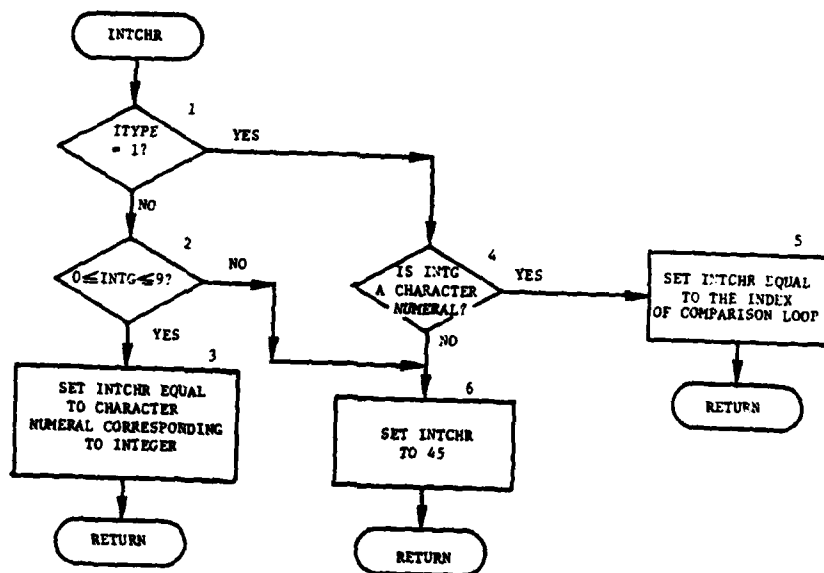 INTCHR
1
ITYPE
= 1?
YES
NO
2
0≦INTG≦9?
NO
YES
3
SET INTCHR EQUAL
TO CHARACTER
NUMERAL CORRESPONDING
TO INTEGER
RETURN
4
IS INTG
A CHARACTER
NUMERAL?
YES
NO
5
SET INTCHR EQUAL
TO THE INDEX
OF COMPARISON LOOP
RETURN
6
SET INTCHR
TO 45
RETURN